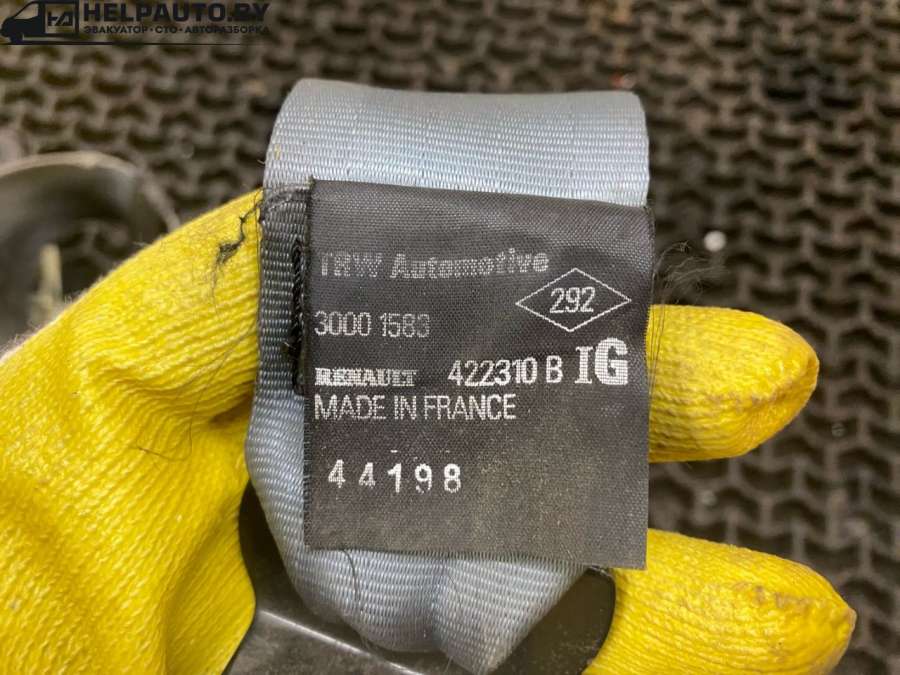 HELPAUTO.BY
ЭВАКУАТОР·СТО·АВТОРАЗБОРКА
TRW Automotive
292
3000 1583
RENAULT 422310 B IG
MADE IN FRANCE
44198